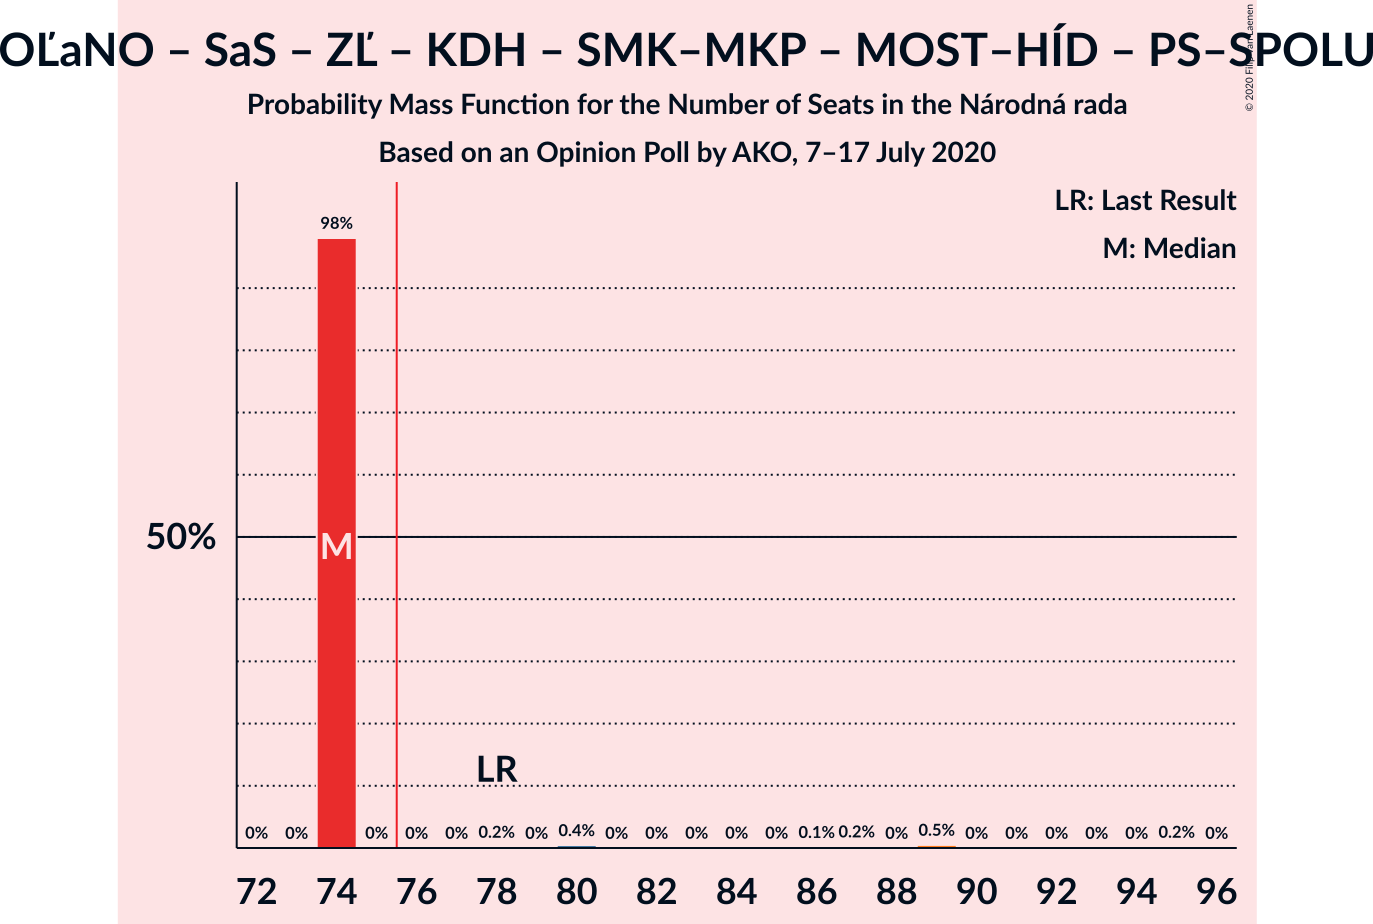 OĽaNO – SaS – ZĽ – KDH – SMK–MKP – MOST–HÍD – PS–SPOLU
© 2020 Filip van Laenen
Probability Mass Function for the Number of Seats in the Národná rada
Based on an Opinion Poll by AKO, 7–17 July 2020
LR: Last Result
M: Median
98%
50%
M
LR
0% 0% 0% 0% 0% 0.2% 0% 0.4% 0% 0% 0% 0% 0% 0.1% 0.2% 0% 0.5% 0% 0% 0% 0% 0% 0.2% 0%
72 74 76 78 80 82 84 86 88 90 92 94 96